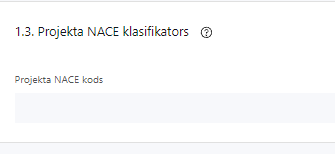 1.3. Projekta NACE klasifikators ?
Projekta NACE kods